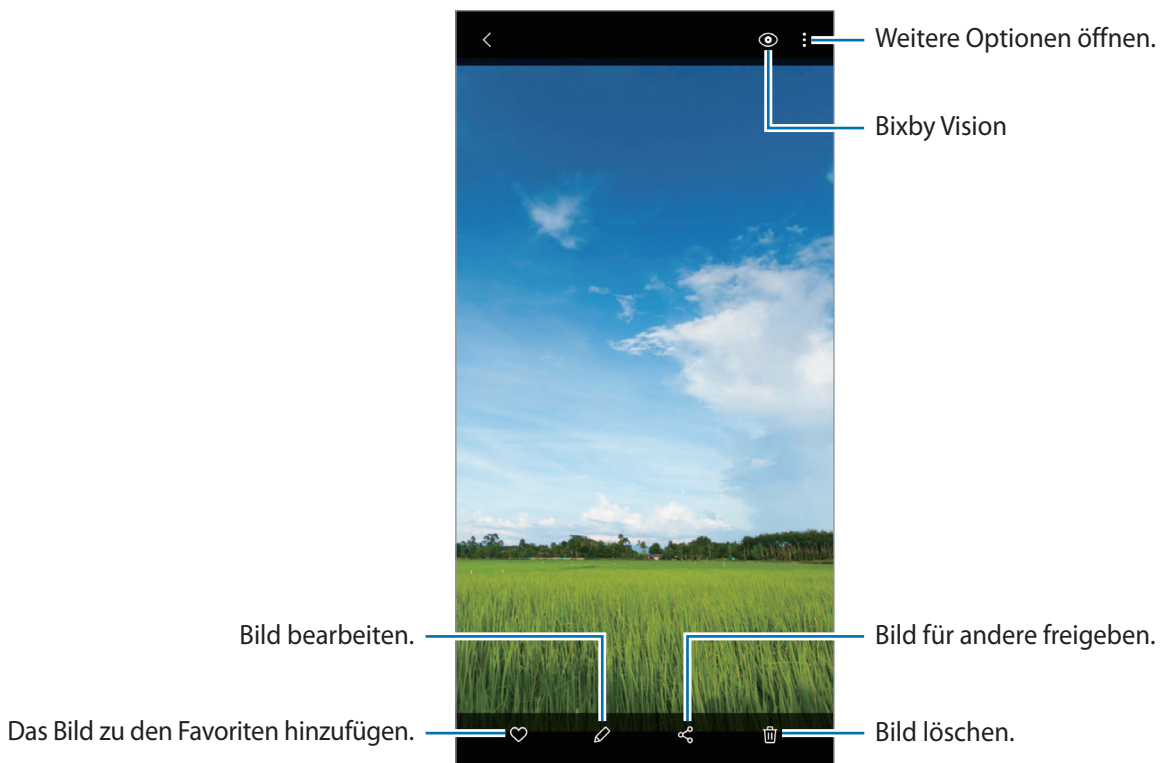 Weitere Optionen öffnen.
Bixby Vision
Bild bearbeiten.
Bild für andere freigeben.
Das Bild zu den Favoriten hinzufügen.
Bild löschen.